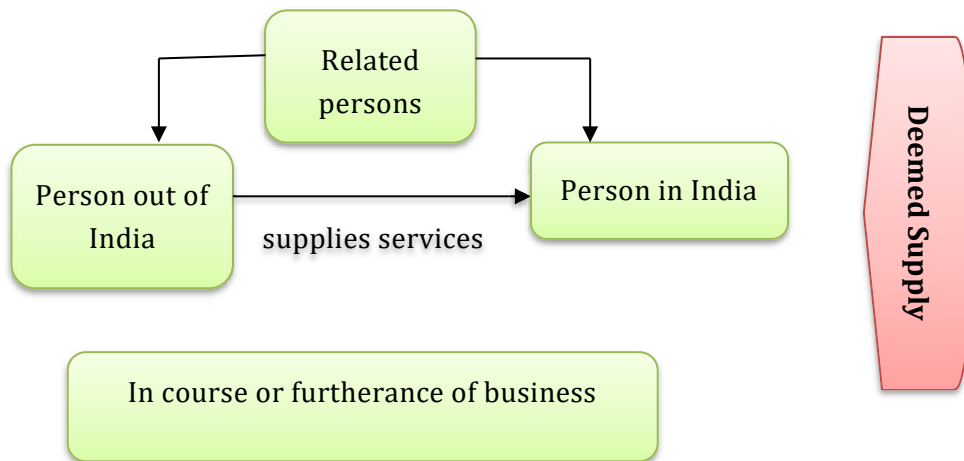 Related
persons
Person out of
India
Person in India
supplies services
Deemed Supply
In course or furtherance of business